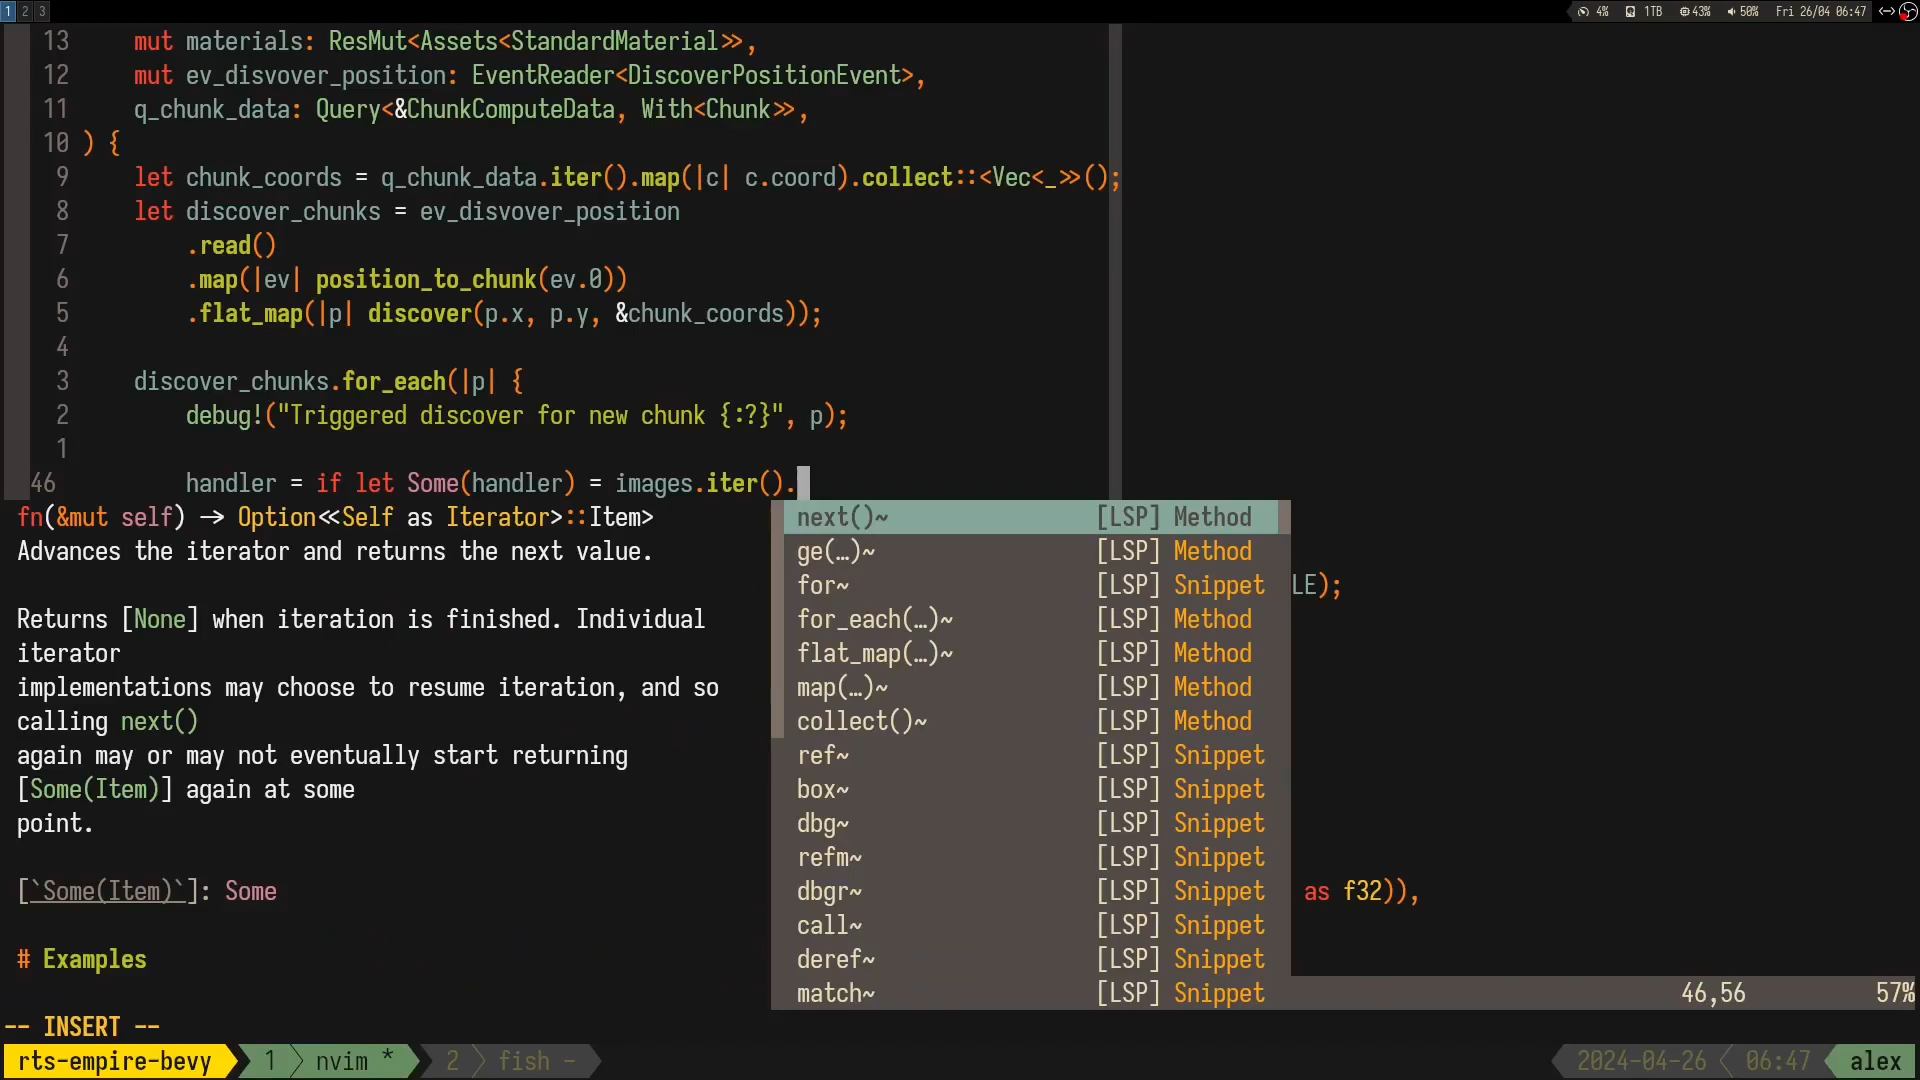 1 2 3 4% 1TB 43% 50% Fri 26/04 06:47
13 mut materials: ResMut<Assets<StandardMaterial>>,
12 mut ev_disvover_position: EventReader<DiscoverPositionEvent>,
11 q_chunk_data: Query<&ChunkComputeData, With<Chunk>>,
10 ) {
9 let chunk_coords = q_chunk_data.iter().map(|c| c.coord).collect::<Vec<_>>();
8 let discover_chunks = ev_disvover_position
7 .read()
6 .map(|ev| position_to_chunk(ev.0))
5 .flat_map(|p| discover(p.x, p.y, &chunk_coords));
4
3 discover_chunks.for_each(|p| {
2 debug!("Triggered discover for new chunk {:?}", p);
1
46 handler = if let Some(handler) = images.iter().
fn(&mut self) -> Option<<Self as Iterator>::Item>
Advances the iterator and returns the next value.
Returns [None] when iteration is finished. Individual
iterator
implementations may choose to resume iteration, and so
calling next()
again may or may not eventually start returning
[Some(Item)] again at some
point.
[`Some(Item)`]: Some
# Examples
next()~ [LSP] Method
ge(…)~ [LSP] Method
for~ [LSP] Snippet LE);
for_each(…)~ [LSP] Method
flat_map(…)~ [LSP] Method
map(…)~ [LSP] Method
collect()~ [LSP] Method
ref~ [LSP] Snippet
box~ [LSP] Snippet
dbg~ [LSP] Snippet
refm~ [LSP] Snippet
dbgr~ [LSP] Snippet as f32)),
call~ [LSP] Snippet
deref~ [LSP] Snippet
match~ [LSP] Snippet 46,56 57%
-- INSERT --
rts-empire-bevy 1 nvim * 2 fish - 2024-04-26 06:47 alex